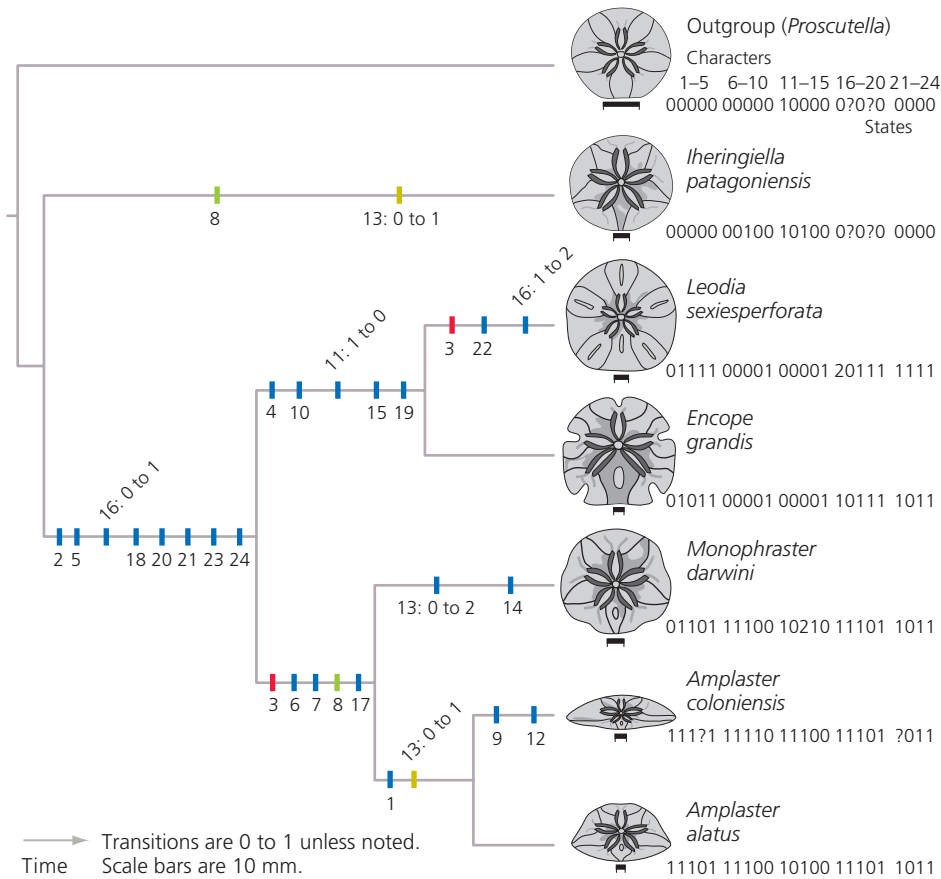 Outgroup (Proscutella)
Characters
1–5 6–10 11–15 16–20 21–24
00000 00000 10000 0?0?0 0000
States
Iheringiella
patagoniensis
00000 00100 10100 0?0?0 0000
8
13: 0 to 1
Leodia
sexiesperforata
01111 00001 00001 20111 1111
16: 1 to 2
3
22
11: 1 to 0
4
10
15
19
Encope
grandis
01011 00001 00001 10111 1011
16: 0 to 1
2
5
18
20
21
23
24
Monophraster
darwini
01101 11100 10210 11101 1011
13: 0 to 2
14
3
6
7
8
17
Amplaster
coloniensis
111?1 11110 11100 11101 ?011
9
12
13: 0 to 1
1
Amplaster
alatus
11101 11100 10100 11101 1011
Transitions are 0 to 1 unless noted.
Time Scale bars are 10 mm.